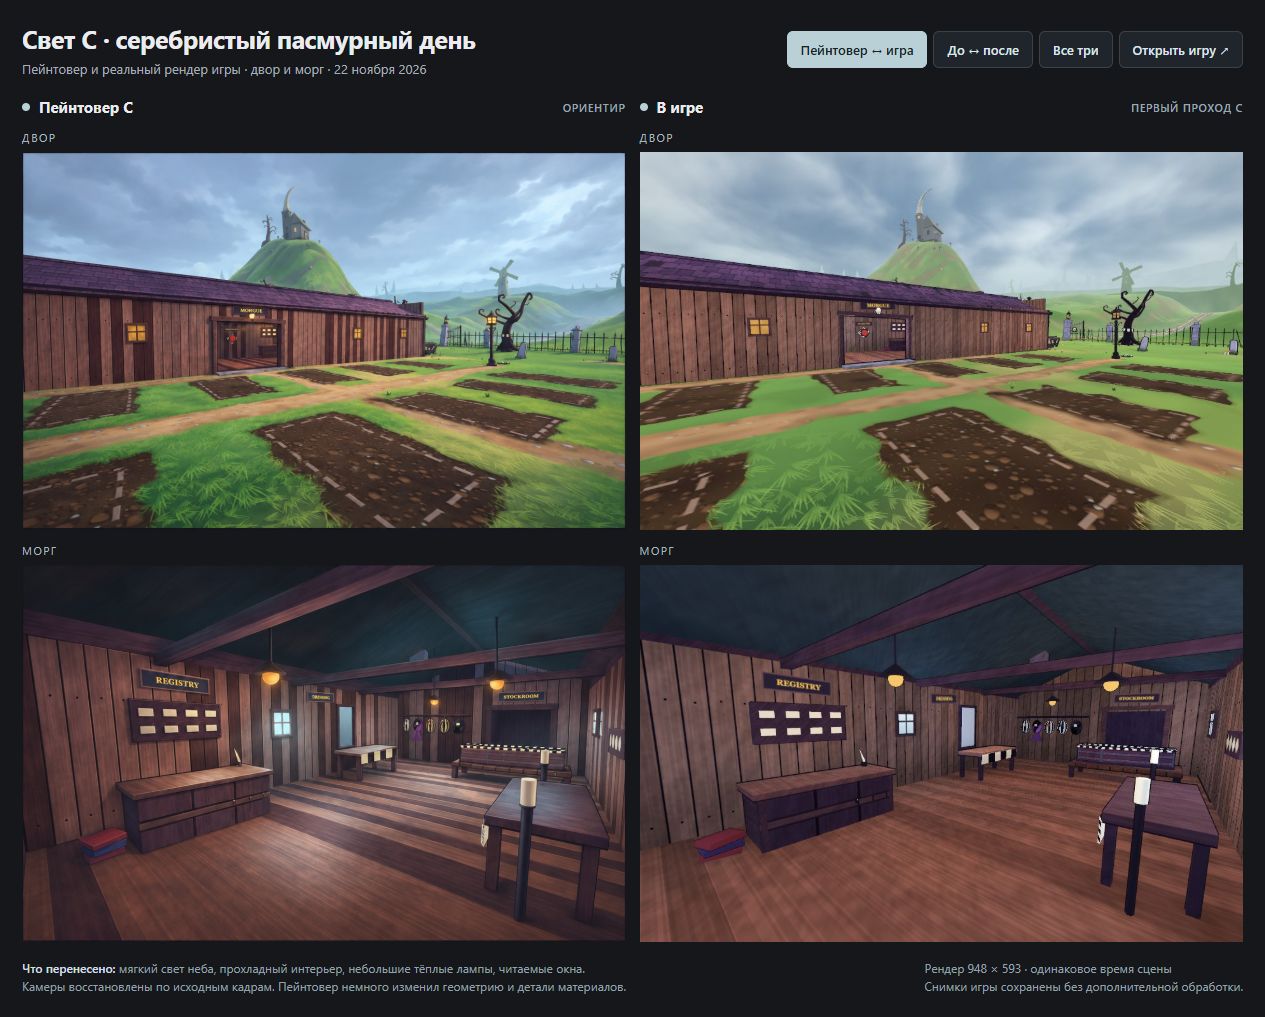 Свет C · серебристый пасмурный день
Пейнтовер и реальный рендер игры · двор и морг · 22 ноября 2026
Пейнтовер ↔ игра
До ↔ после
Все три
Открыть игру ↗
Пейнтовер C
ОРИЕНТИР
В игре
ПЕРВЫЙ ПРОХОД C
ДВОР
ДВОР
MORGUE
MORGUE
МОРГ
МОРГ
REGISTRY
STOCKROOM
REGISTRY
STOCKROOM
Что перенесено: мягкий свет неба, прохладный интерьер, небольшие тёплые лампы, читаемые окна.
Камеры восстановлены по исходным кадрам. Пейнтовер немного изменил геометрию и детали материалов.
Рендер 948 × 593 · одинаковое время сцены
Снимки игры сохранены без дополнительной обработки.